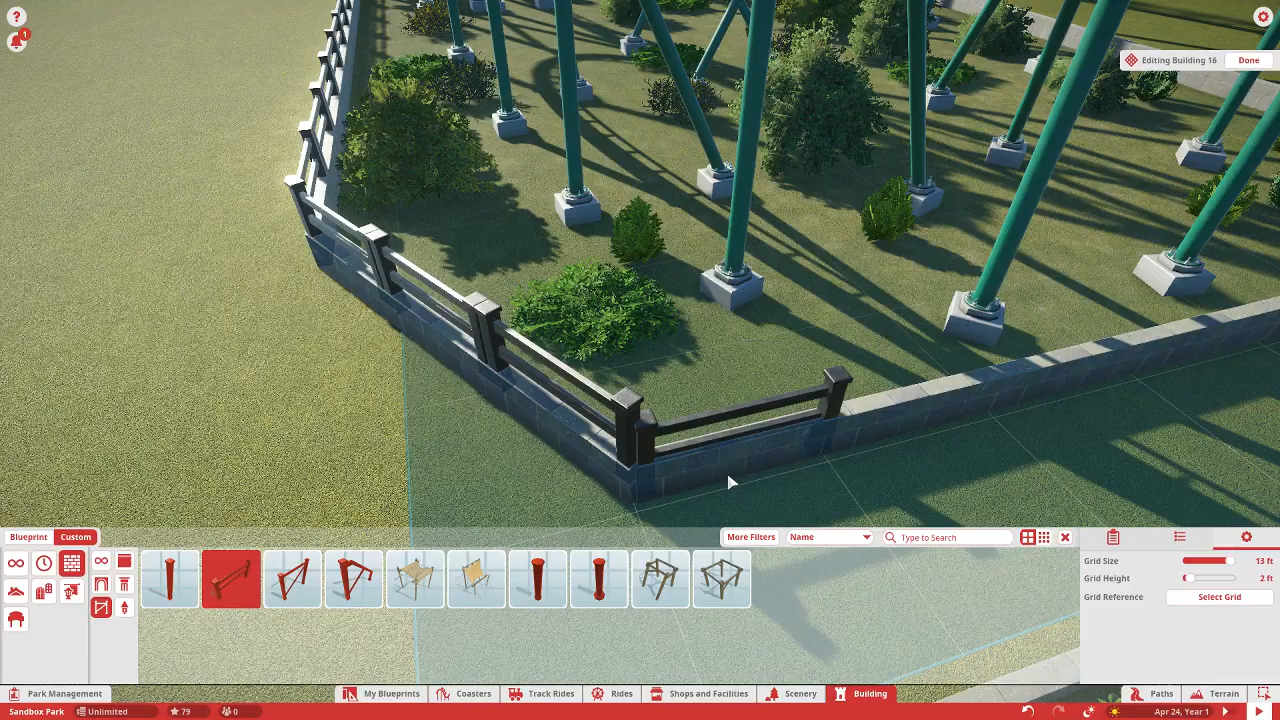 ?
1
Editing Building 16
Done
Blueprint
Custom
More Filters
Name
Type to Search
Grid Size
13 ft
Grid Height
2 ft
Grid Reference
Select Grid
Park Management
My Blueprints
Coasters
Track Rides
Rides
Shops and Facilities
Scenery
Building
Paths
Terrain
Sandbox Park
Unlimited
79
0
Apr 24, Year 1